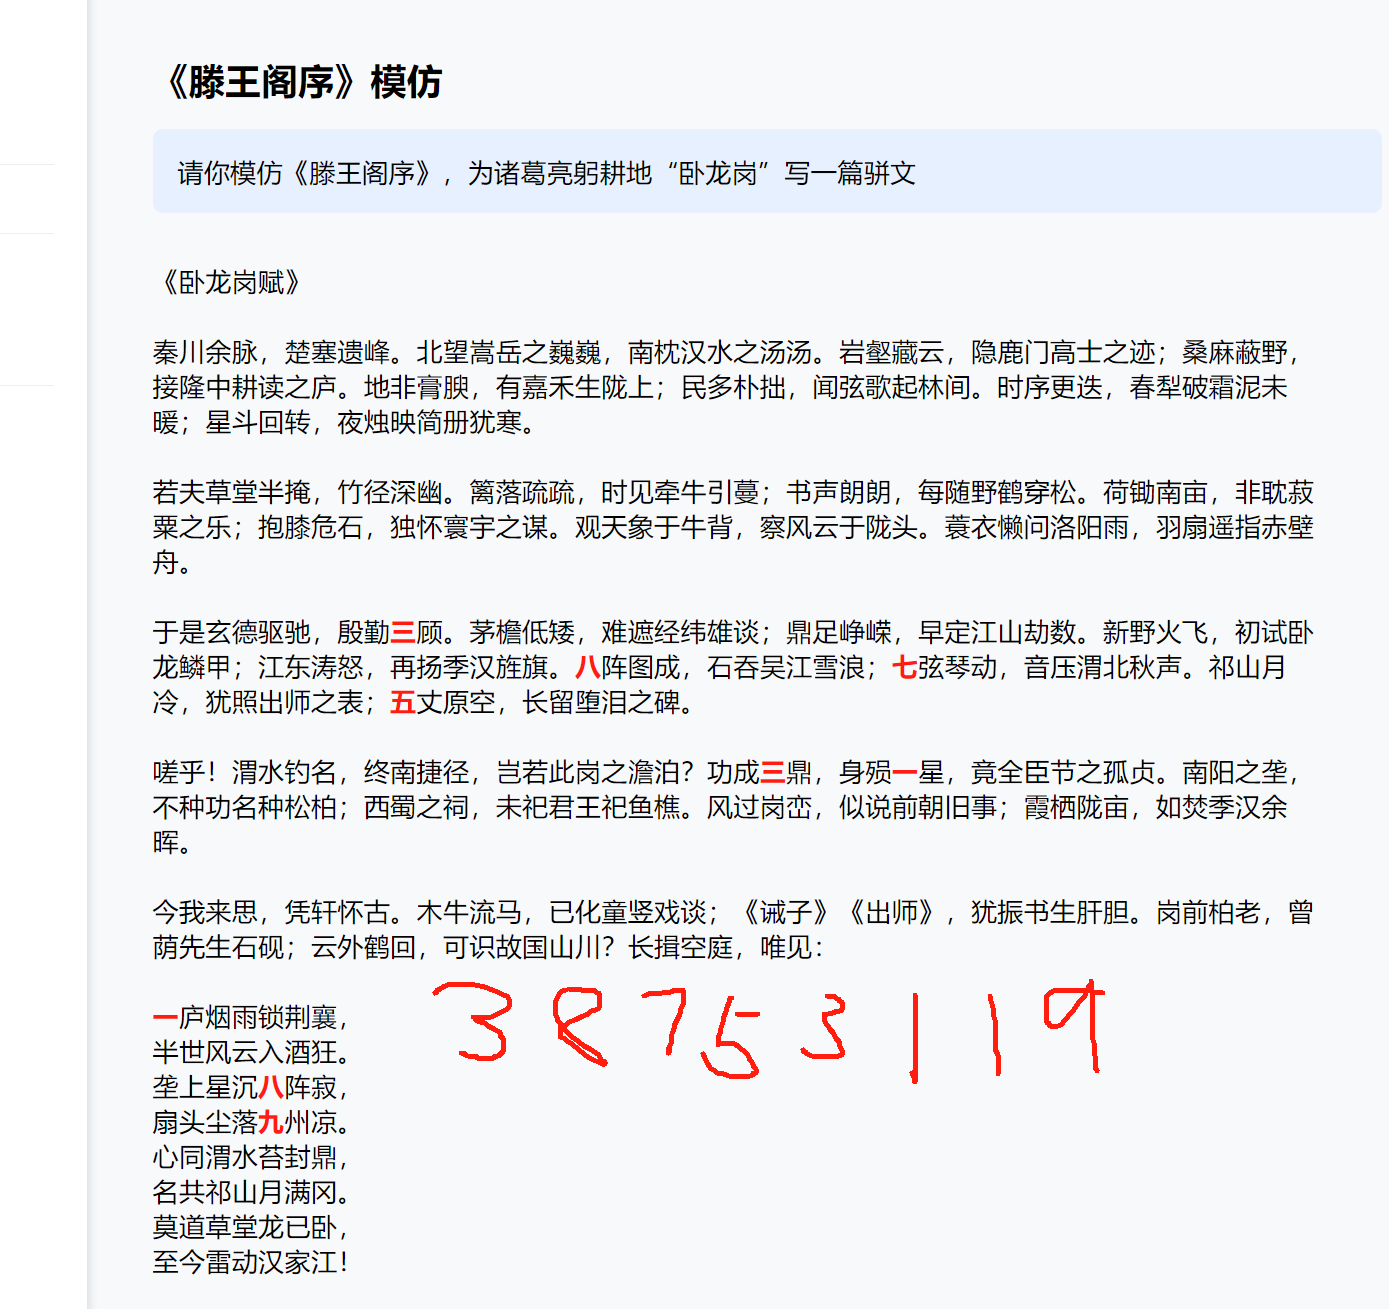 《滕王阁序》模仿
请你模仿《滕王阁序》，为诸葛亮躬耕地“卧龙岗”写一篇骈文
《卧龙岗赋》
秦川余脉，楚塞遗峰。北望嵩岳之巍巍，南枕汉水之汤汤。岩壑藏云，隐鹿门高士之迹；桑麻蔽野，
接隆中耕读之庐。地非膏腴，有嘉禾生陇上；民多朴拙，闻弦歌起林间。时序更迭，春犁破霜泥未
暖；星斗回转，夜烛映简册犹寒。
若夫草堂半掩，竹径深幽。篱落疏疏，时见牵牛引蔓；书声朗朗，每随野鹤穿松。荷锄南亩，非耽菽
粟之乐；抱膝危石，独怀寰宇之谋。观天象于牛背，察风云于陇头。蓑衣懒问洛阳雨，羽扇遥指赤壁
舟。
于是玄德驱驰，殷勤三顾。茅檐低矮，难遮经纬雄谈；鼎足峥嵘，早定江山劫数。新野火飞，初试卧
龙鳞甲；江东涛怒，再扬季汉旌旗。八阵图成，石吞吴江雪浪；七弦琴动，音压渭北秋声。祁山月
冷，犹照出师之表；五丈原空，长留堕泪之碑。
嗟乎！渭水钓名，终南捷径，岂若此岗之澹泊？功成三鼎，身殒一星，竟全臣节之孤贞。南阳之垄，
不种功名种松柏；西蜀之祠，未祀君王祀鱼樵。风过岗峦，似说前朝旧事；霞栖陇亩，如焚季汉余
晖。
今我来思，凭轩怀古。木牛流马，已化童竖戏谈；《诫子》《出师》，犹振书生肝胆。岗前柏老，曾
荫先生石砚；云外鹤回，可识故国山川？长揖空庭，唯见：
38753119
一庐烟雨锁荆襄，
半世风云入酒狂。
垄上星沉八阵寂，
扇头尘落九州凉。
心同渭水苔封鼎，
名共祁山月满冈。
莫道草堂龙已卧，
至今雷动汉家江！